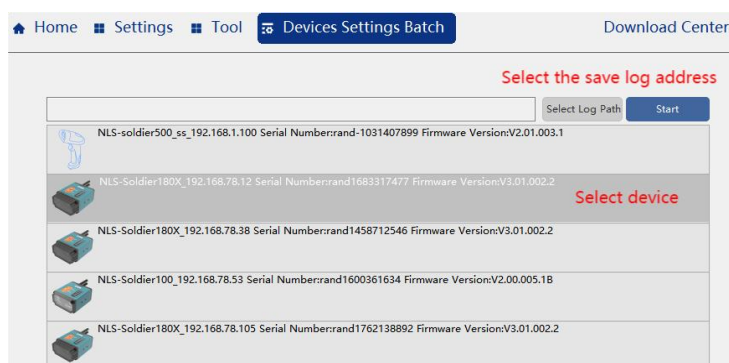 Home Settings Tool Devices Settings Batch Download Center
Select the save log address
Select Log Path Start
NLS-soldier500_ss_192.168.1.100 Serial Number:rand-1031407899 Firmware Version:V2.01.003.1
NLS-Soldier180X_192.168.78.12 Serial Number:rand1683317477 Firmware Version:V3.01.002.2
Select device
NLS-Soldier180X_192.168.78.38 Serial Number:rand1458712546 Firmware Version:V3.01.002.2
NLS-Soldier100_192.168.78.53 Serial Number:rand1600361634 Firmware Version:V2.00.005.1B
NLS-Soldier180X_192.168.78.105 Serial Number:rand1762138892 Firmware Version:V3.01.002.2